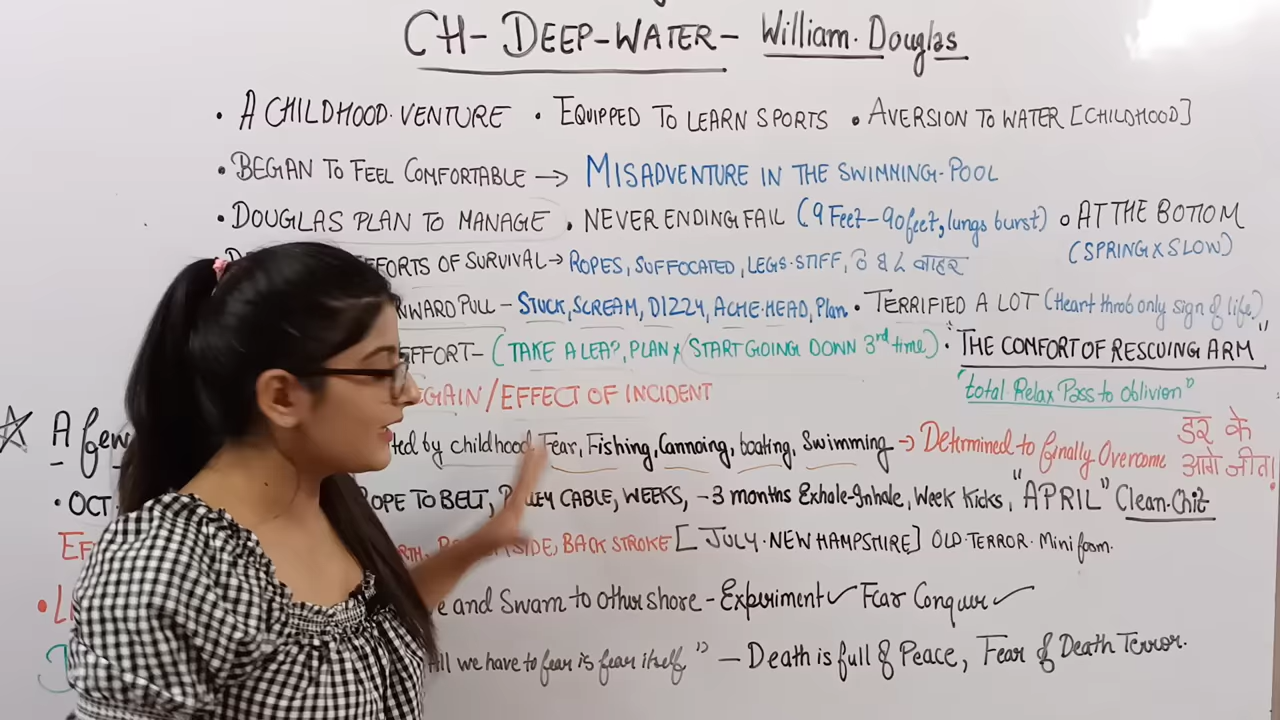 CH- DEEP-WATER- William. Douglas
• A CHILDHOOD VENTURE • EQUIPPED TO LEARN SPORTS • AVERSION TO WATER [CHILDHOOD]
• BEGAN TO FEEL COMFORTABLE → MISADVENTURE IN THE SWIMMING-POOL
• DOUGLAS PLAN TO MANAGE • NEVER ENDING FAIL (9 Feet-90 feet, lungs burst) • AT THE BOTTOM
(SPRING X SLOW)
EFFORTS OF SURVIVAL → ROPES, SUFFOCATED, LEGS-STIFF, बाहर
WARD PULL - STUCK, SCREAM, DIZZY, ACHE-HEAD, Plan • TERRIFIED A LOT (Heart throb only sign of life)
EFFORT- (TAKE A LEAP, PLAN X (START GOING DOWN 3rd time) • "THE COMFORT OF RESCUING ARM"
"total Relax Pass to Oblivion"
EGAIN/EFFECT OF INCIDENT
☆ A few ted by childhood Fear, Fishing, Cannoing, boating, Swimming → Determined to finally Overcome डर के आगे जीत!
• OCT ROPE TO BELT, PULLEY CABLE, WEEKS, - 3 months Exhale-Inhale, Week Kicks, "APRIL" Clean-Chit
EF SIDE, BACK STROKE [JULY-NEW HAMPSHIRE] OLD-TERROR-Mini form.
• L e and Swam to other shore - Experiment ✓ Fear Conquer ✓
All we have to fear is fear itself" - Death is full of Peace, Fear of Death Terror.